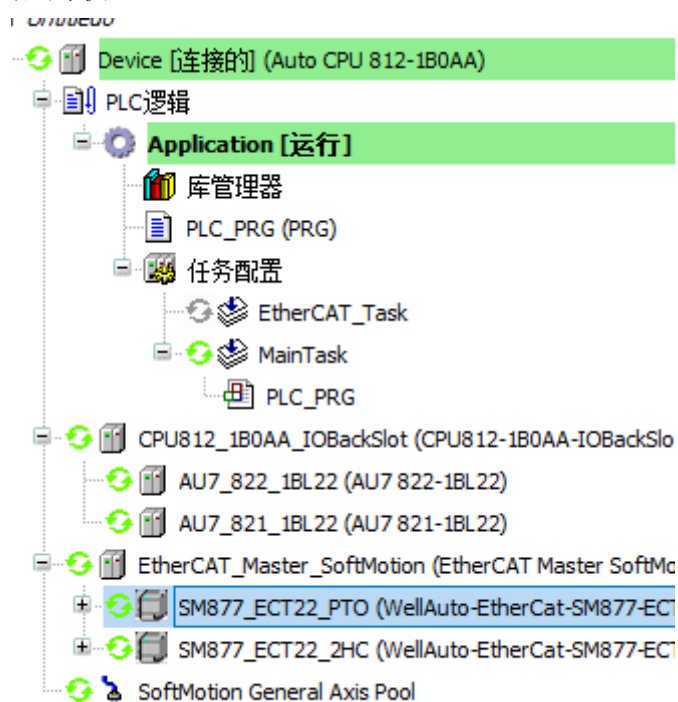 Untitled
Device [连接的] (Auto CPU 812-1B0AA)
PLC逻辑
Application [运行]
库管理器
PLC_PRG (PRG)
任务配置
EtherCAT_Task
MainTask
PLC_PRG
CPU812_1B0AA_IOBackSlot (CPU812-1B0AA-IOBackSlo
AU7_822_1BL22 (AU7 822-1BL22)
AU7_821_1BL22 (AU7 821-1BL22)
EtherCAT_Master_SoftMotion (EtherCAT Master SoftMo
SM877_ECT22_PTO (WellAuto-EtherCat-SM877-ECT
SM877_ECT22_2HC (WellAuto-EtherCat-SM877-ECT
SoftMotion General Axis Pool